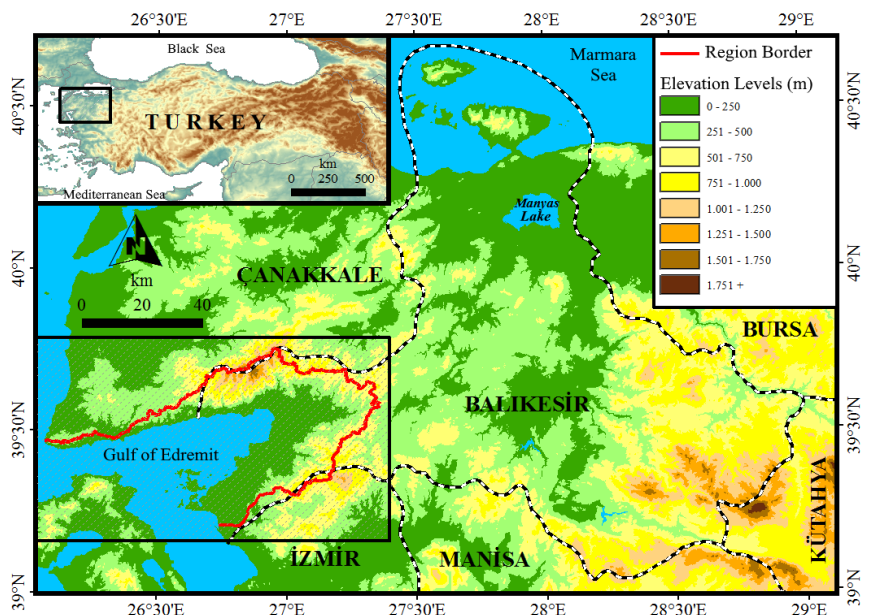 26°30'E 27°E 27°30'E 28°E 28°30'E 29°E
Black Sea
TURKEY
km
0 250 500
Mediterranean Sea
Marmara
Sea
Region Border
Elevation Levels (m)
0 - 250
251 - 500
501 - 750
751 - 1.000
1.001 - 1.250
1.251 - 1.500
1.501 - 1.750
1.751 +
40°30'N
40°30'N
Manyas
Lake
N
km
0 20 40
ÇANAKKALE
40°N
40°N
BURSA
BALIKESİR
39°30'N
39°30'N
Gulf of Edremit
KÜTAHYA
İZMİR
MANİSA
39°N
39°N
26°30'E 27°E 27°30'E 28°E 28°30'E 29°E